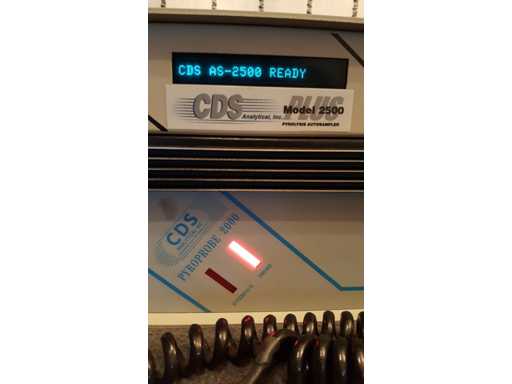 CDS AS-2500 READY
CDS
Analytical, Inc.
PLUS
Model 2500
PYROLYSIS AUTOSAMPLER
CDS
PYROPROBE 2000